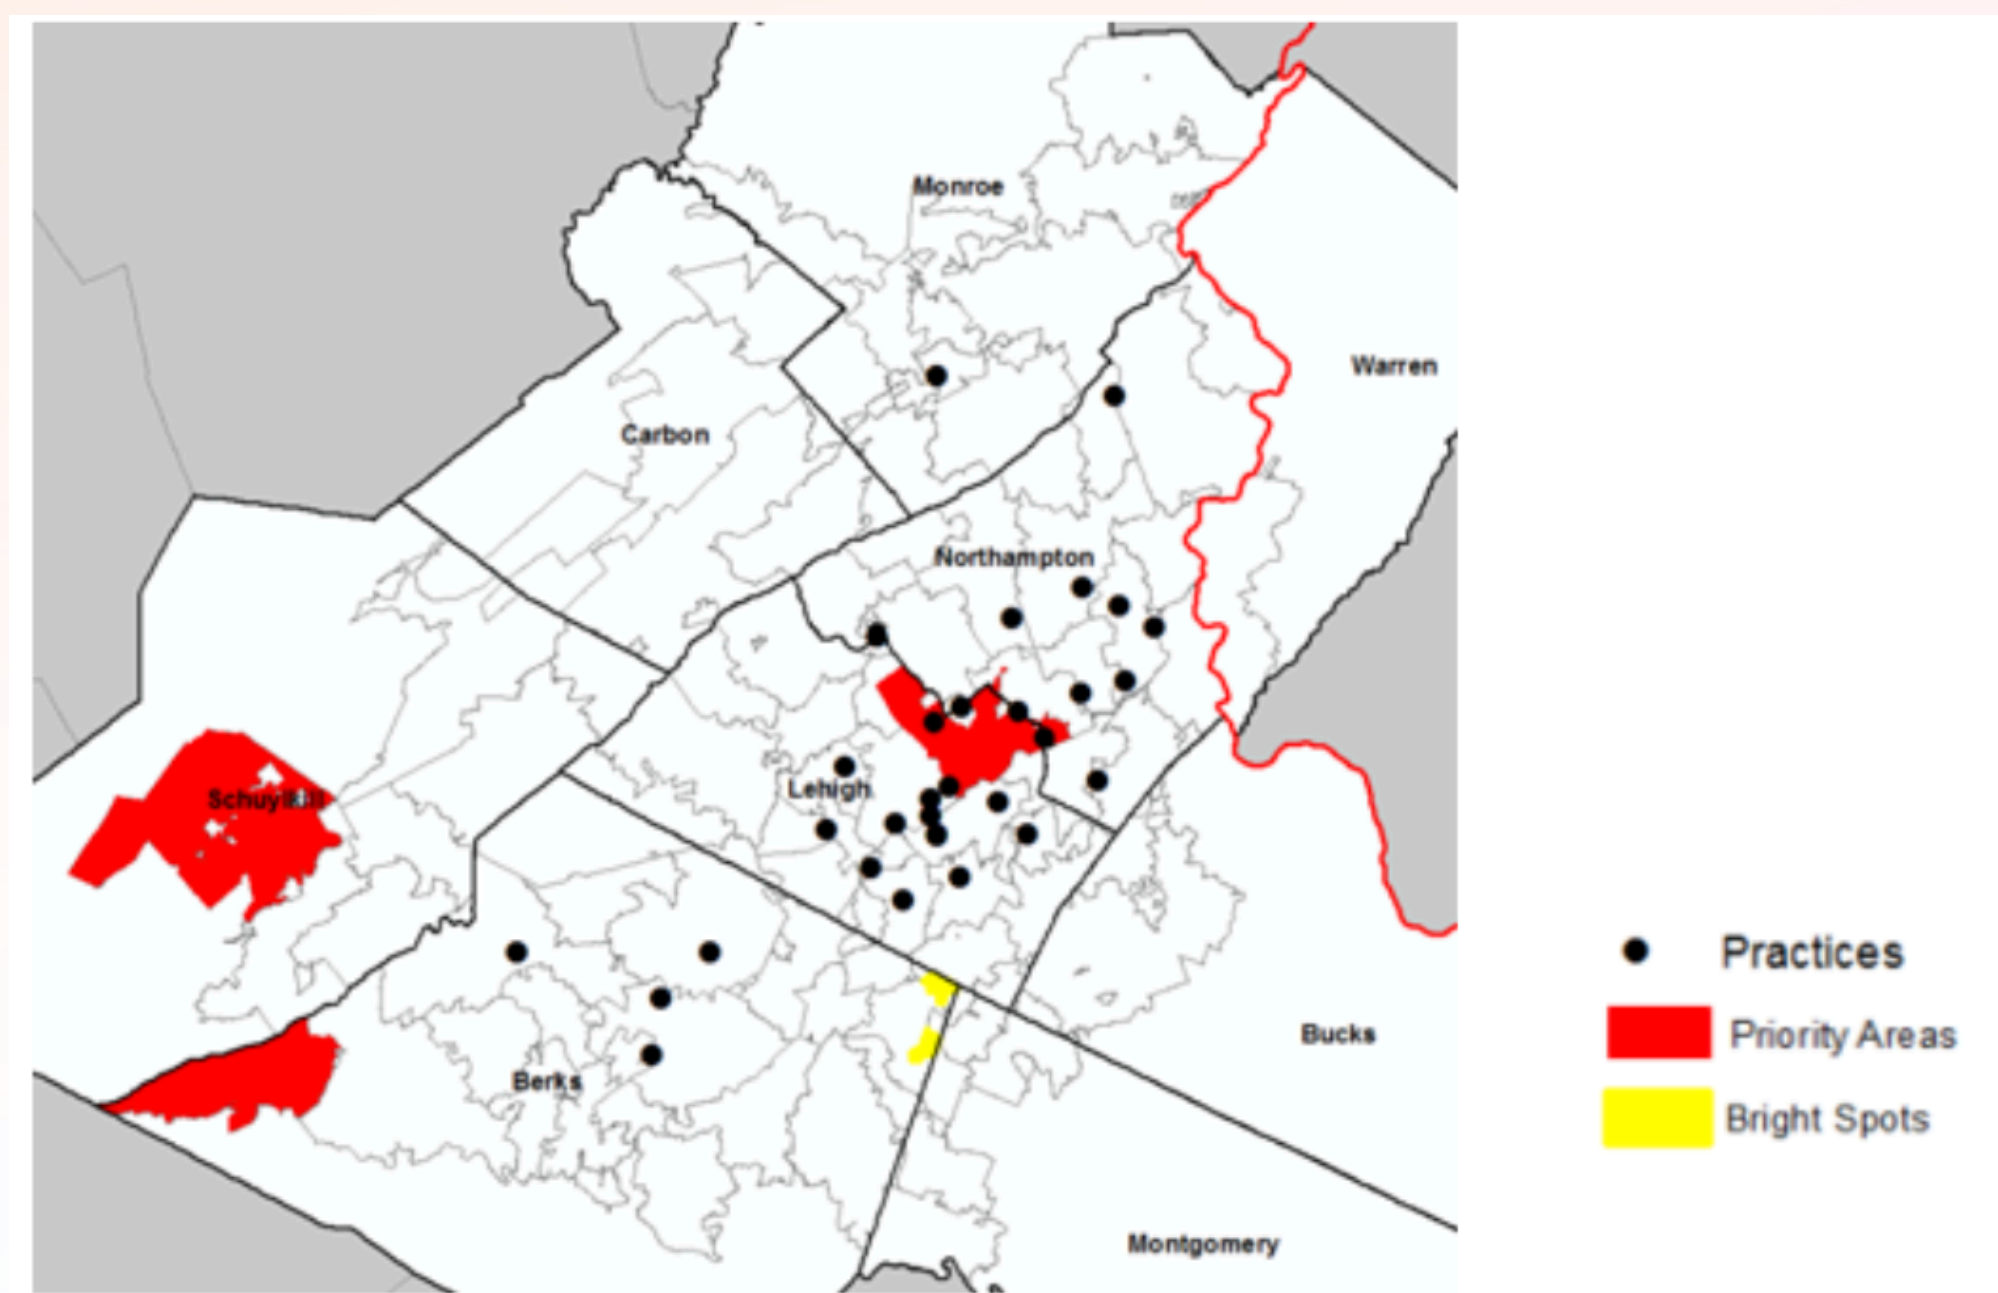 Monroe
Warren
Carbon
Northampton
Lehigh
Schuylkill
Berks
Bucks
Montgomery
Practices
Priority Areas
Bright Spots